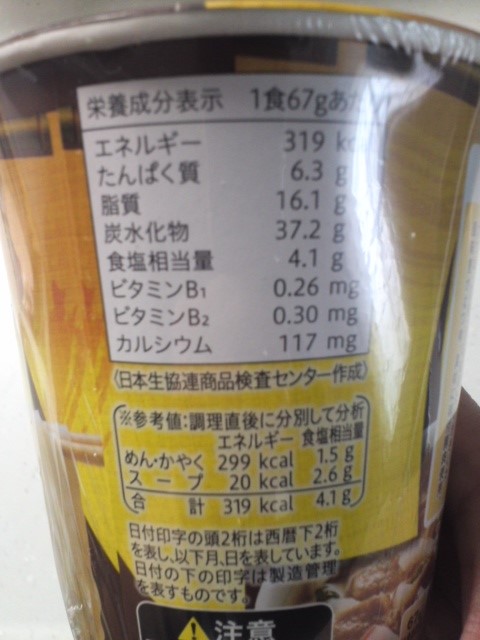 栄養成分表示 1食67gあた
エネルギー 319 kc
たんぱく質 6.3 g
脂質 16.1 g
炭水化物 37.2 g
食塩相当量 4.1 g
ビタミンB1 0.26 mg
ビタミンB2 0.30 mg
カルシウム 117 mg
〈日本生協連商品検査センター作成〉
※参考値:調理直後に分別して分析
エネルギー 食塩相当量
めん・かやく 299 kcal 1.5 g
スープ 20 kcal 2.6 g
合計 319 kcal 4.1 g
日付印字の頭2桁は西暦下2桁
を表し、以下月、日を表しています。
日付の下の印字は製造管理
を表すものです。
注意